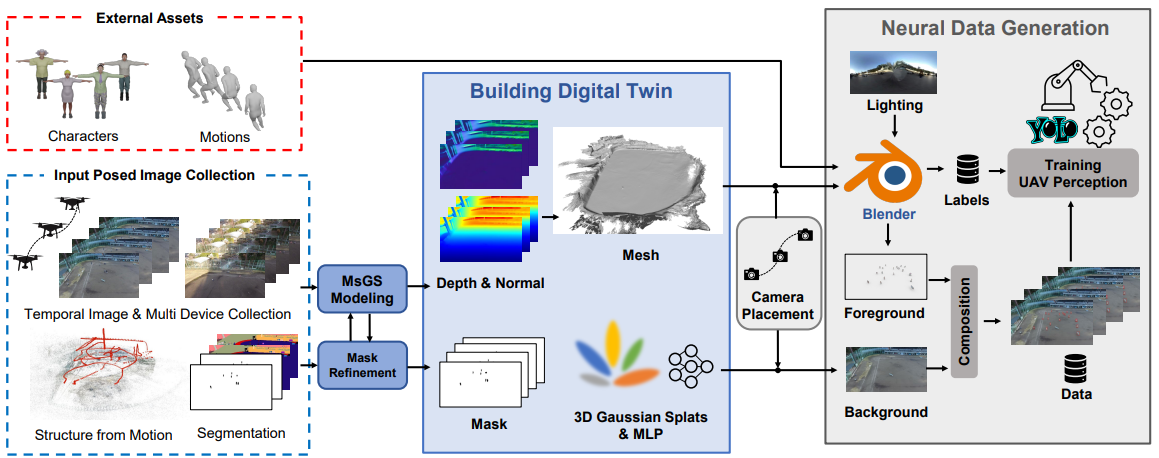 External Assets
Characters
Motions
Input Posed Image Collection
Temporal Image & Multi Device Collection
Structure from Motion
Segmentation
MsGS
Modeling
Mask
Refinement
Building Digital Twin
Depth & Normal
Mesh
Mask
3D Gaussian Splats
& MLP
Camera
Placement
Neural Data Generation
Lighting
Blender
Labels
YOLO
Training
UAV Perception
Foreground
Background
Composition
Data